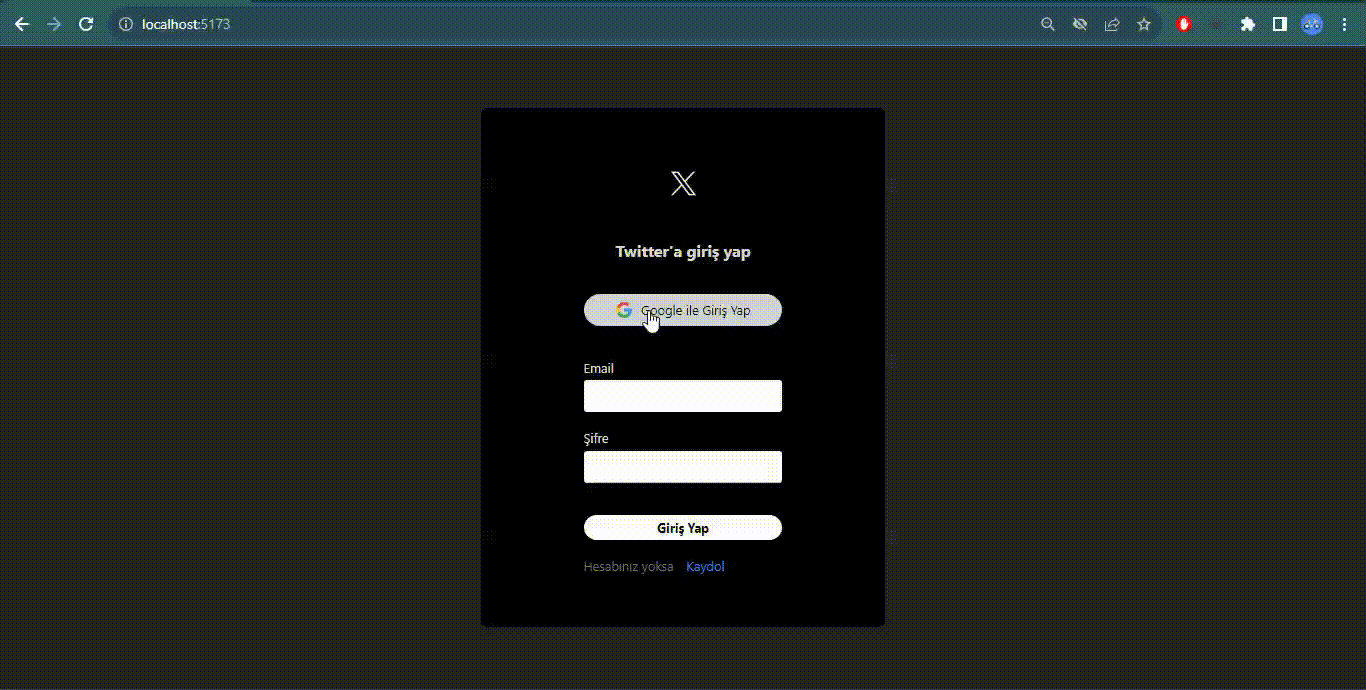 localhost:5173
Twitter'a giriş yap
Google ile Giriş Yap
Email
Şifre
Giriş Yap
Hesabınız yoksa Kaydol